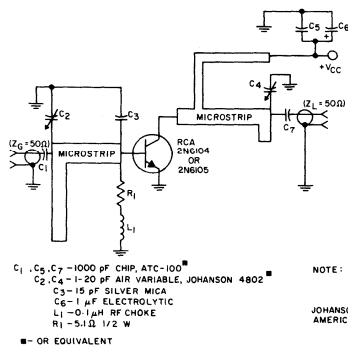 C5
C6
+
+VCC
C4
(ZL = 50Ω)
C2
C3
MICROSTRIP
C7
(ZG = 50Ω)
MICROSTRIP
C1
RCA
2N6104
OR
2N6105
R1
L1
C1, C5, C7 - 1000 pF CHIP, ATC-100■
C2, C4 - 1-20 pF AIR VARIABLE, JOHANSON 4802■
C3 - 15 pF SILVER MICA
C6 - 1 μF ELECTROLYTIC
L1 - 0.1 μH RF CHOKE
R1 - 5.1Ω 1/2 W
■ - OR EQUIVALENT
NOTE:
JOHANS
AMERIC